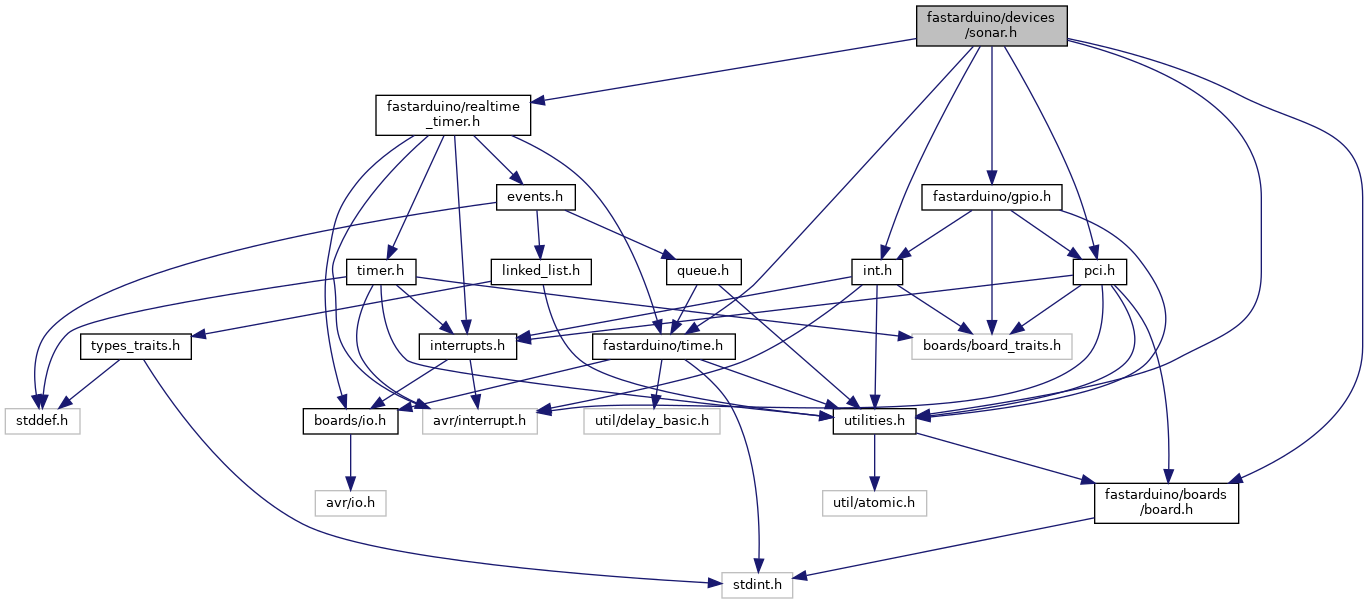 fastarduino/devices
/sonar.h
fastarduino/realtime
_timer.h
events.h
fastarduino/gpio.h
timer.h
linked_list.h
queue.h
int.h
pci.h
types_traits.h
interrupts.h
fastarduino/time.h
boards/board_traits.h
stddef.h
boards/io.h
avr/interrupt.h
util/delay_basic.h
utilities.h
avr/io.h
util/atomic.h
fastarduino/boards
/board.h
stdint.h